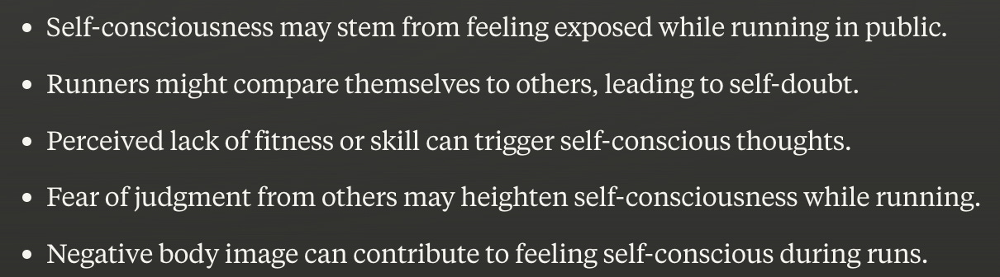 • Self-consciousness may stem from feeling exposed while running in public.
• Runners might compare themselves to others, leading to self-doubt.
• Perceived lack of fitness or skill can trigger self-conscious thoughts.
• Fear of judgment from others may heighten self-consciousness while running.
• Negative body image can contribute to feeling self-conscious during runs.